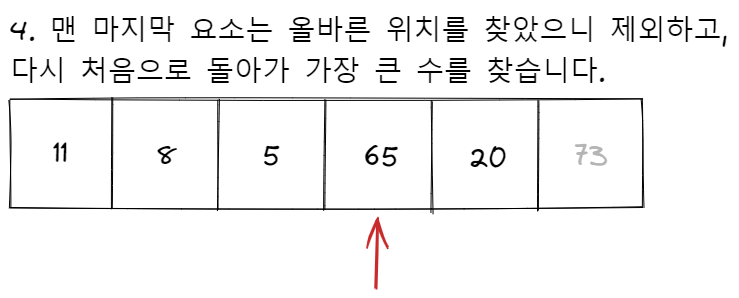 4. 맨 마지막 요소는 올바른 위치를 찾았으니 제외하고,
다시 처음으로 돌아가 가장 큰 수를 찾습니다.
11 8 5 65 20 73